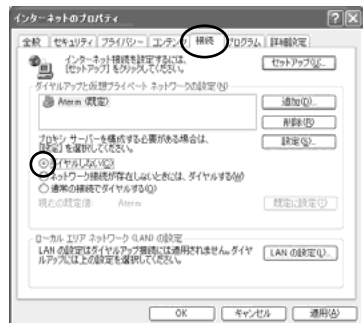 インターネットのプロパティ
全般 セキュリティ プライバシー コンテンツ 接続 プログラム 詳細設定
インターネット接続を設定するには、
[セットアップ] をクリックしてください。
セットアップ(U)...
ダイヤルアップと仮想プライベート ネットワークの設定(N)
Aterm (既定)
追加(D)...
削除(R)
プロキシ サーバーを構成する必要がある場合は、
[設定] を選択してください。
設定(S)...
ダイヤルしない(C)
ネットワーク接続が存在しないときには、ダイヤルする(W)
通常の接続でダイヤルする(O)
現在の既定値: Aterm
既定に設定(E)
ローカル エリア ネットワーク (LAN) の設定
LAN の設定はダイヤルアップ接続には適用されません。ダイヤ
ルアップには上の設定を選択してください。
LAN の設定(L)...
OK キャンセル 適用(A)